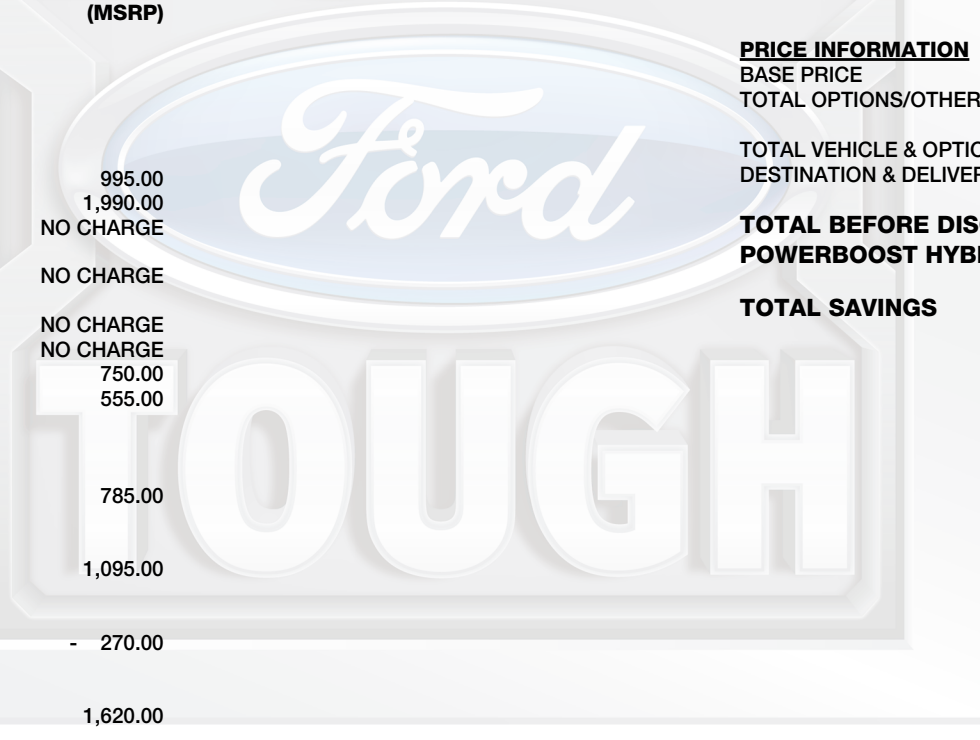 (MSRP)
995.00
1,990.00
NO CHARGE
NO CHARGE
NO CHARGE
NO CHARGE
750.00
555.00
785.00
1,095.00
- 270.00
1,620.00
PRICE INFORMATION
BASE PRICE
TOTAL OPTIONS/OTHER
TOTAL VEHICLE & OPTIO
DESTINATION & DELIVER
TOTAL BEFORE DIS
POWERBOOST HYB
TOTAL SAVINGS
Ford
TOUGH